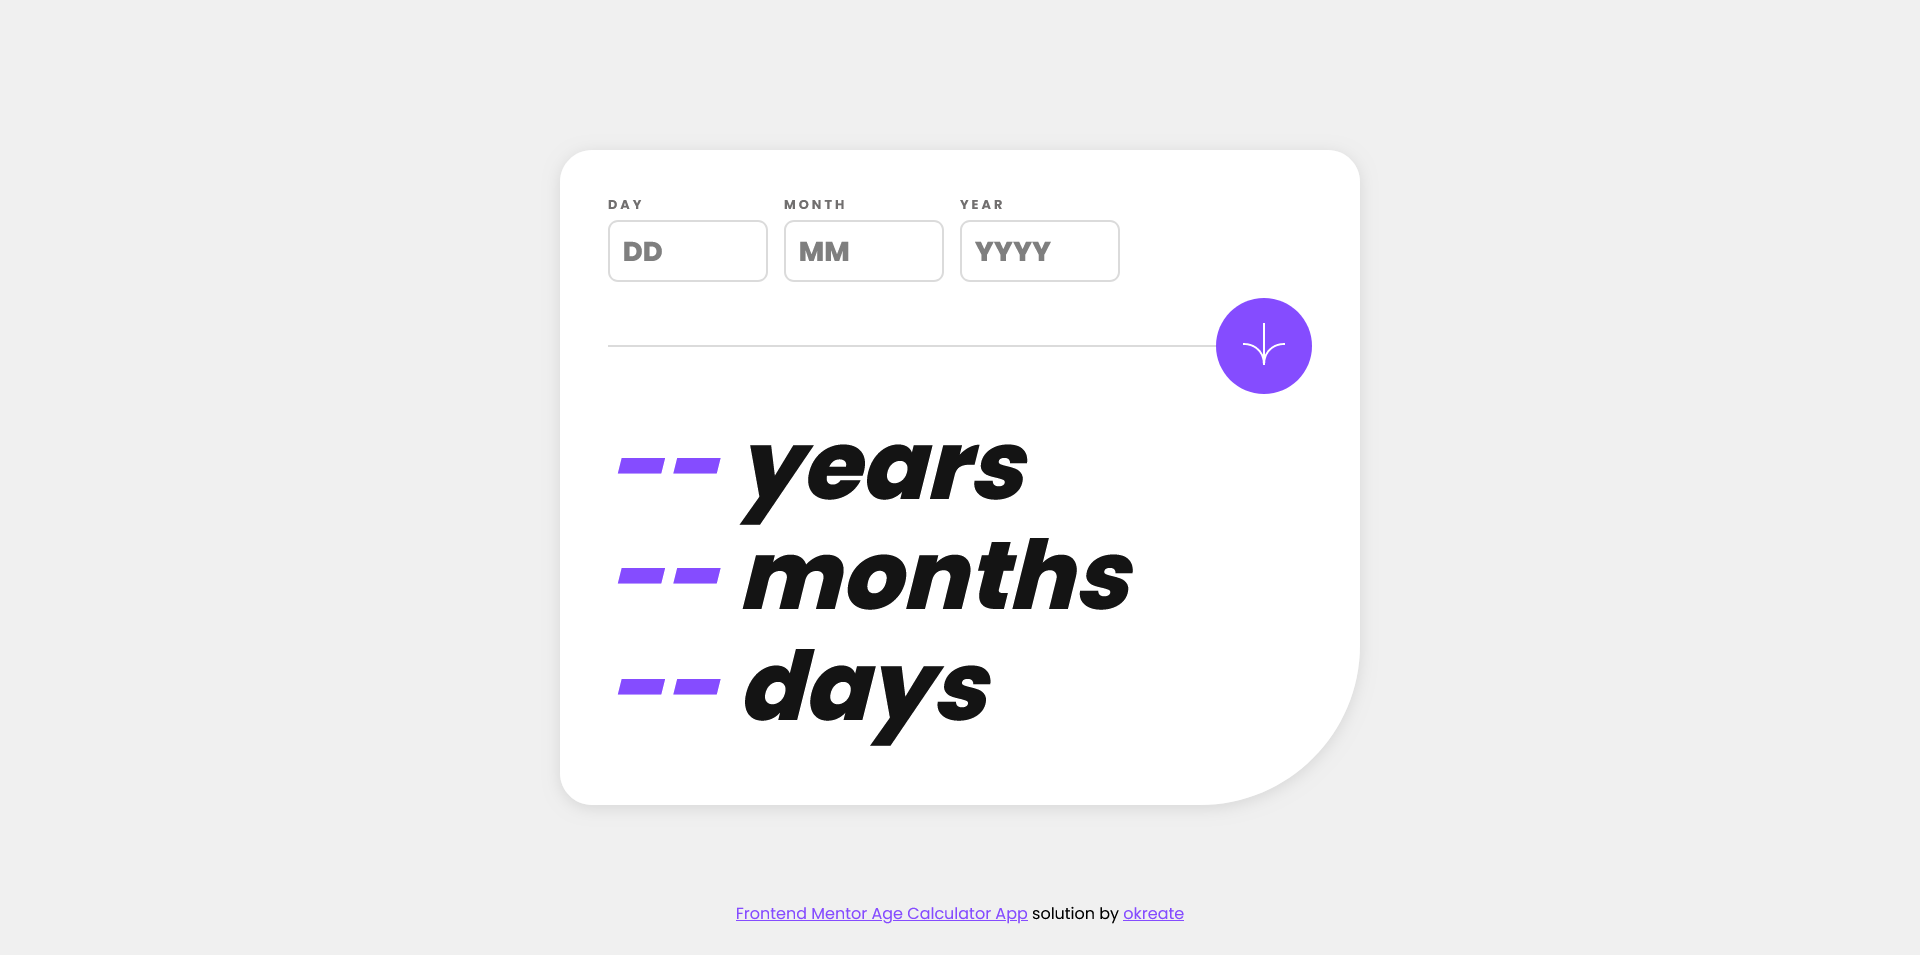 DAY MONTH YEAR
DD MM YYYY
-- years
-- months
-- days
Frontend Mentor Age Calculator App solution by okreate